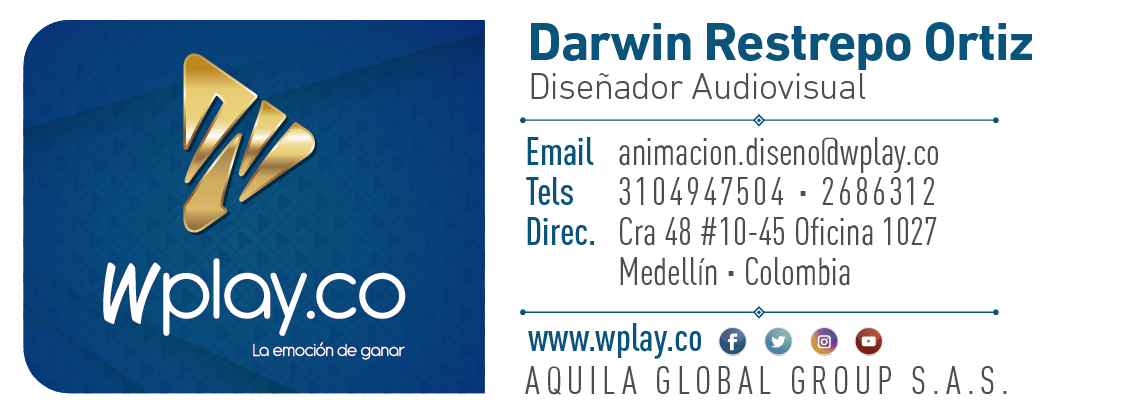 Wplay.co
La emoción de ganar
Darwin Restrepo Ortiz
Diseñador Audiovisual
Email animacion.diseno@wplay.co
Tels 3104947504 · 2686312
Direc. Cra 48 #10-45 Oficina 1027
Medellín · Colombia
www.wplay.co
AQUILA GLOBAL GROUP S.A.S.